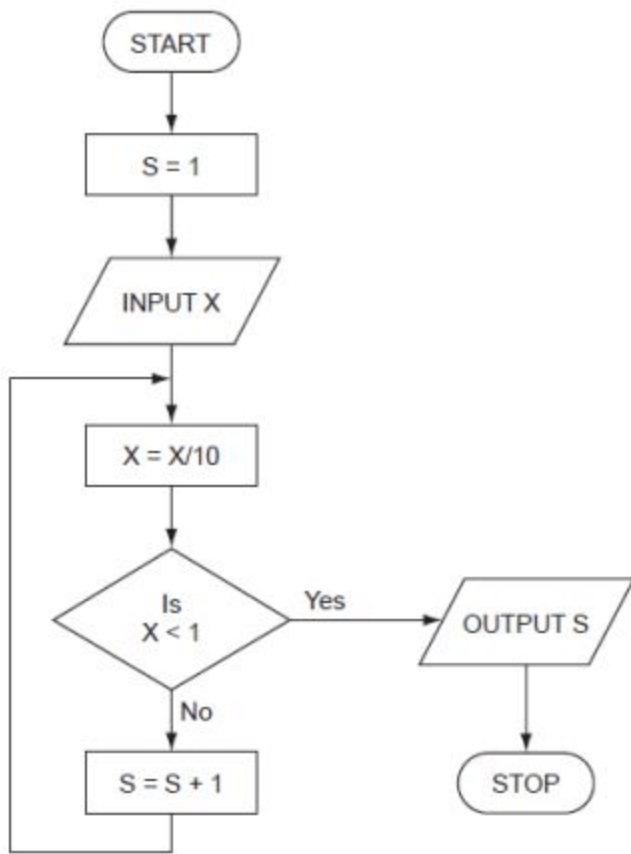 START
S = 1
INPUT X
X = X/10
Is
X < 1
Yes
OUTPUT S
No
S = S + 1
STOP